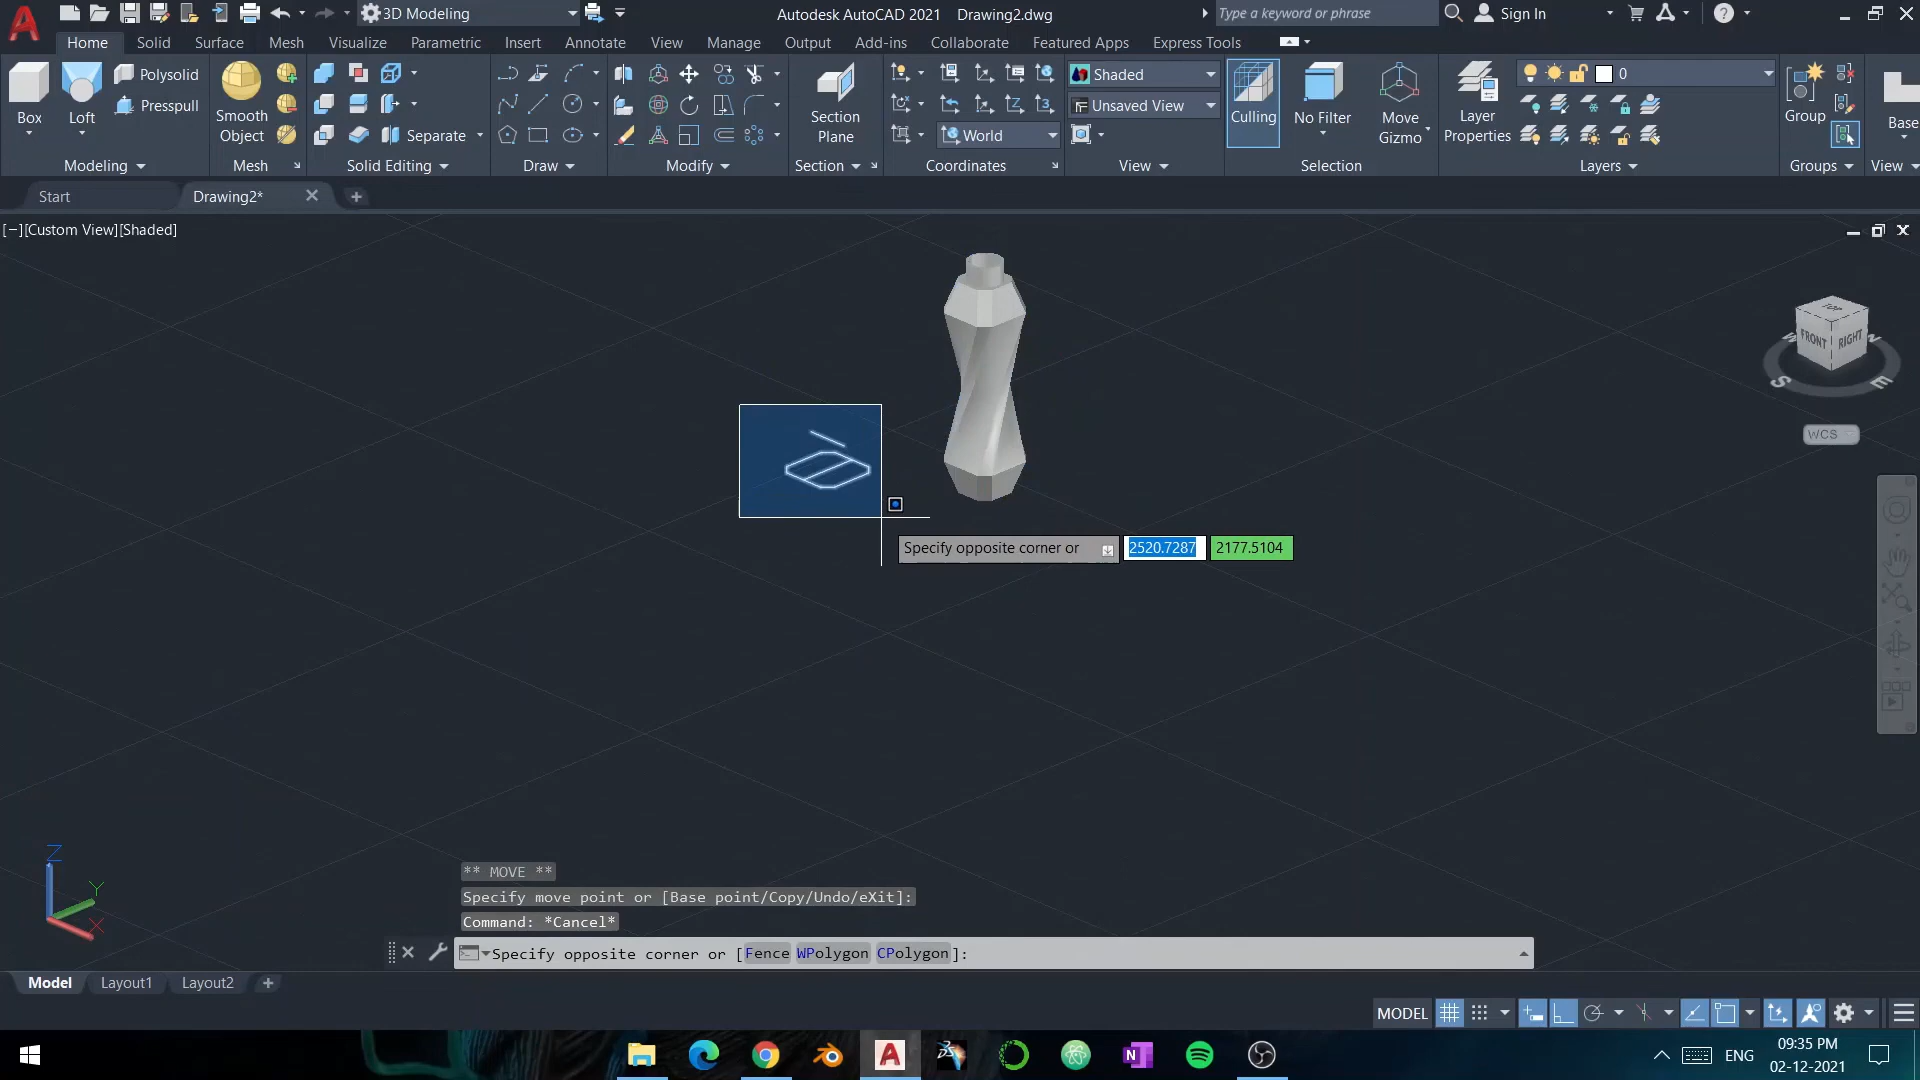 3D Modeling
Autodesk AutoCAD 2021 Drawing2.dwg
Type a keyword or phrase
Sign In
Home Solid Surface Mesh Visualize Parametric Insert Annotate View Manage Output Add-ins Collaborate Featured Apps Express Tools
Box
Loft
Polysolid
Presspull
Smooth
Object
Separate
Section
Plane
World
Shaded
Unsaved View
Culling
No Filter
Move
Gizmo
Layer
Properties
0
Group
Base
Modeling Mesh Solid Editing Draw Modify Section Coordinates View Selection Layers Groups View
Start Drawing2*
[−][Custom View][Shaded]
TOP
FRONT RIGHT
S E
WCS
Specify opposite corner or 2520.7287 2177.5104
Z
Y
X
** MOVE **
Specify move point or [Base point/Copy/Undo/eXit]:
Command: *Cancel*
Specify opposite corner or [Fence WPolygon CPolygon]:
Model Layout1 Layout2
MODEL
ENG
09:35 PM
02-12-2021